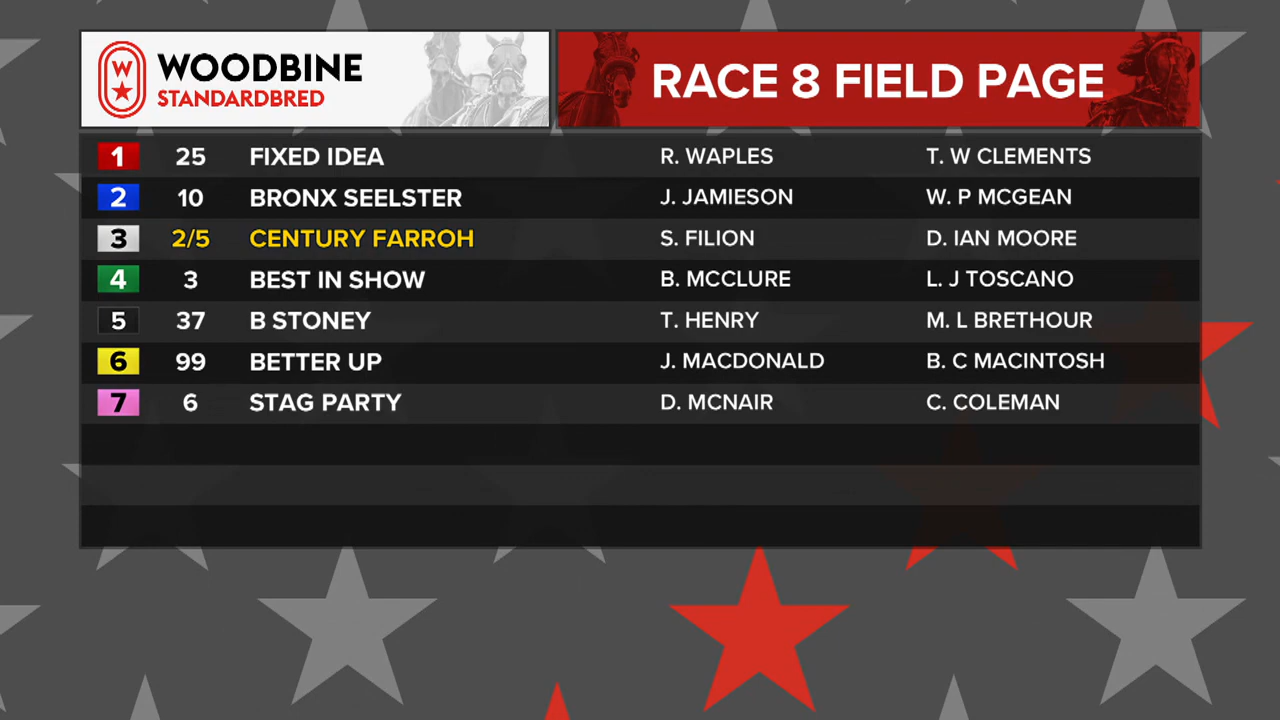 W
WOODBINE
STANDARDBRED
RACE 8 FIELD PAGE
1 25 FIXED IDEA R. WAPLES T. W CLEMENTS
2 10 BRONX SEELSTER J. JAMIESON W. P MCGEAN
3 2/5 CENTURY FARROH S. FILION D. IAN MOORE
4 3 BEST IN SHOW B. MCCLURE L. J TOSCANO
5 37 B STONEY T. HENRY M. L BRETHOUR
6 99 BETTER UP J. MACDONALD B. C MACINTOSH
7 6 STAG PARTY D. MCNAIR C. COLEMAN